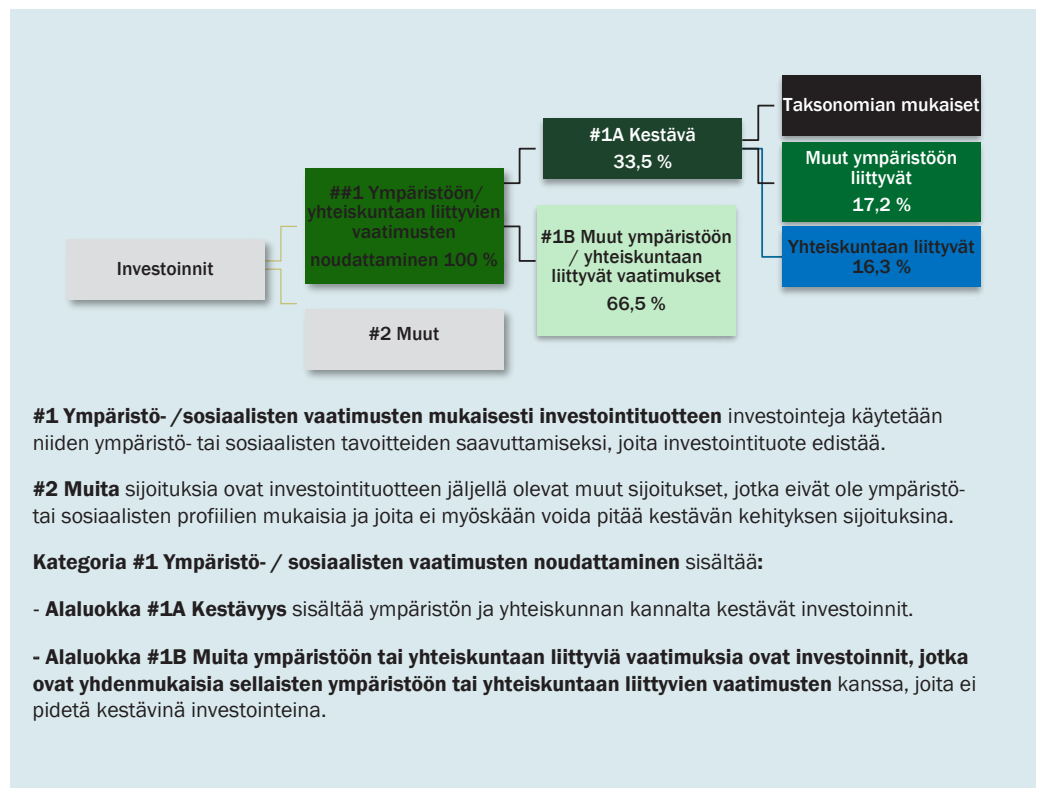 Investoinnit
##1 Ympäristöön/
yhteiskuntaan liittyvien
vaatimusten
noudattaminen 100 %
#2 Muut
#1A Kestävä
33,5 %
#1B Muut ympäristöön
/ yhteiskuntaan
liittyvät vaatimukset
66,5 %
Taksonomian mukaiset
Muut ympäristöön
liittyvät
17,2 %
Yhteiskuntaan liittyvät
16,3 %
#1 Ympäristö- /sosiaalisten vaatimusten mukaisesti investointituotteen investointeja käytetään
niiden ympäristö- tai sosiaalisten tavoitteiden saavuttamiseksi, joita investointituote edistää.
#2 Muita sijoituksia ovat investointituotteen jäljellä olevat muut sijoitukset, jotka eivät ole ympäristö-
tai sosiaalisten profiilien mukaisia ja joita ei myöskään voida pitää kestävän kehityksen sijoituksina.
Kategoria #1 Ympäristö- / sosiaalisten vaatimusten noudattaminen sisältää:
- Alaluokka #1A Kestävyys sisältää ympäristön ja yhteiskunnan kannalta kestävät investoinnit.
- Alaluokka #1B Muita ympäristöön tai yhteiskuntaan liittyviä vaatimuksia ovat investoinnit, jotka
ovat yhdenmukaisia sellaisten ympäristöön tai yhteiskuntaan liittyvien vaatimusten kanssa, joita ei
pidetä kestävinä investointeina.